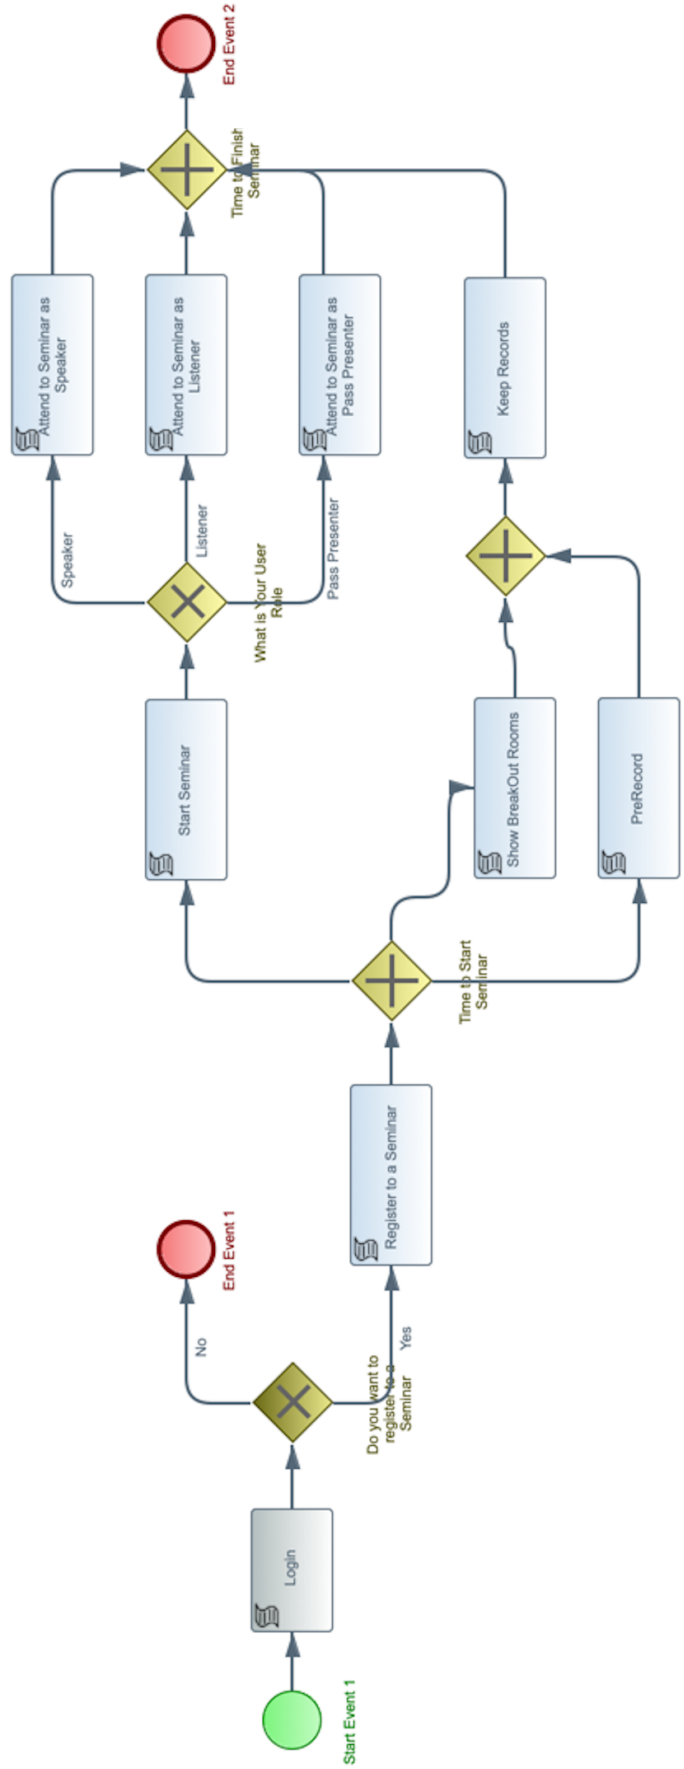 Start Event 1
Login
Do you want to
register to a
Seminar
No
End Event 1
Yes
Register to a Seminar
Time to Start
Seminar
Start Seminar
Show BreakOut Rooms
PreRecord
What is Your User
Role
Speaker
Listener
Pass Presenter
Attend to Seminar as
Speaker
Attend to Seminar as
Listener
Attend to Seminar as
Pass Presenter
Keep Records
Time to Finish
Seminar
End Event 2